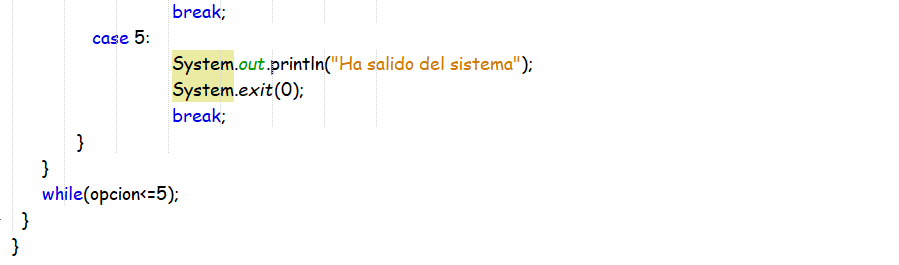 break;
case 5:
System.out.println("Ha salido del sistema");
System.exit(0);
break;
}
}
while(opcion<=5);
}
}